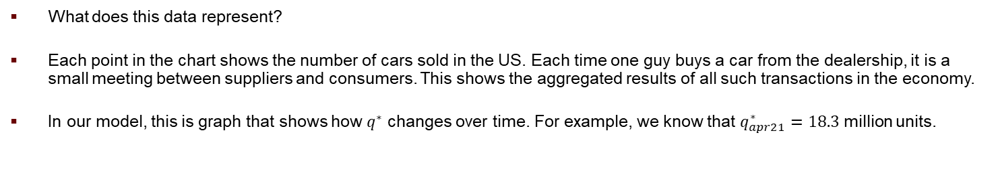 ▪ What does this data represent?
▪ Each point in the chart shows the number of cars sold in the US. Each time one guy buys a car from the dealership, it is a
small meeting between suppliers and consumers. This shows the aggregated results of all such transactions in the economy.
▪ In our model, this is graph that shows how q* changes over time. For example, we know that q*apr21 = 18.3 million units.